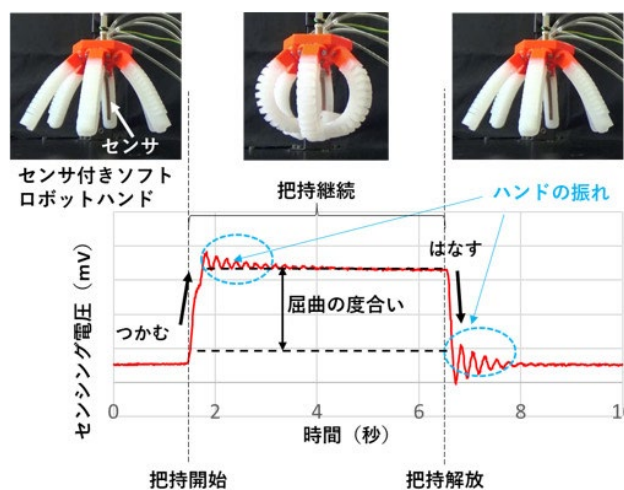 センサ
センサ付きソフト
ロボットハンド
把持継続
ハンドの振れ
はなす
つかむ
屈曲の度合い
センシング電圧（mV）
0
2
4
6
8
10
時間（秒）
把持開始
把持解放